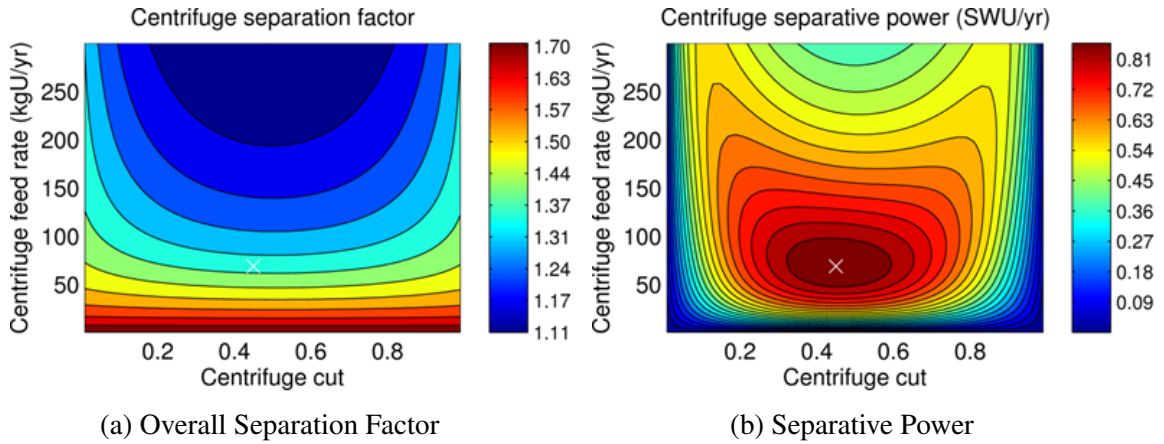 Centrifuge separation factor
Centrifuge feed rate (kgU/yr)
250
200
150
100
50
0.2 0.4 0.6 0.8
Centrifuge cut
1.70
1.63
1.57
1.50
1.44
1.37
1.31
1.24
1.17
1.11
(a) Overall Separation Factor
Centrifuge separative power (SWU/yr)
Centrifuge feed rate (kgU/yr)
250
200
150
100
50
0.2 0.4 0.6 0.8
Centrifuge cut
0.81
0.72
0.63
0.54
0.45
0.36
0.27
0.18
0.09
(b) Separative Power